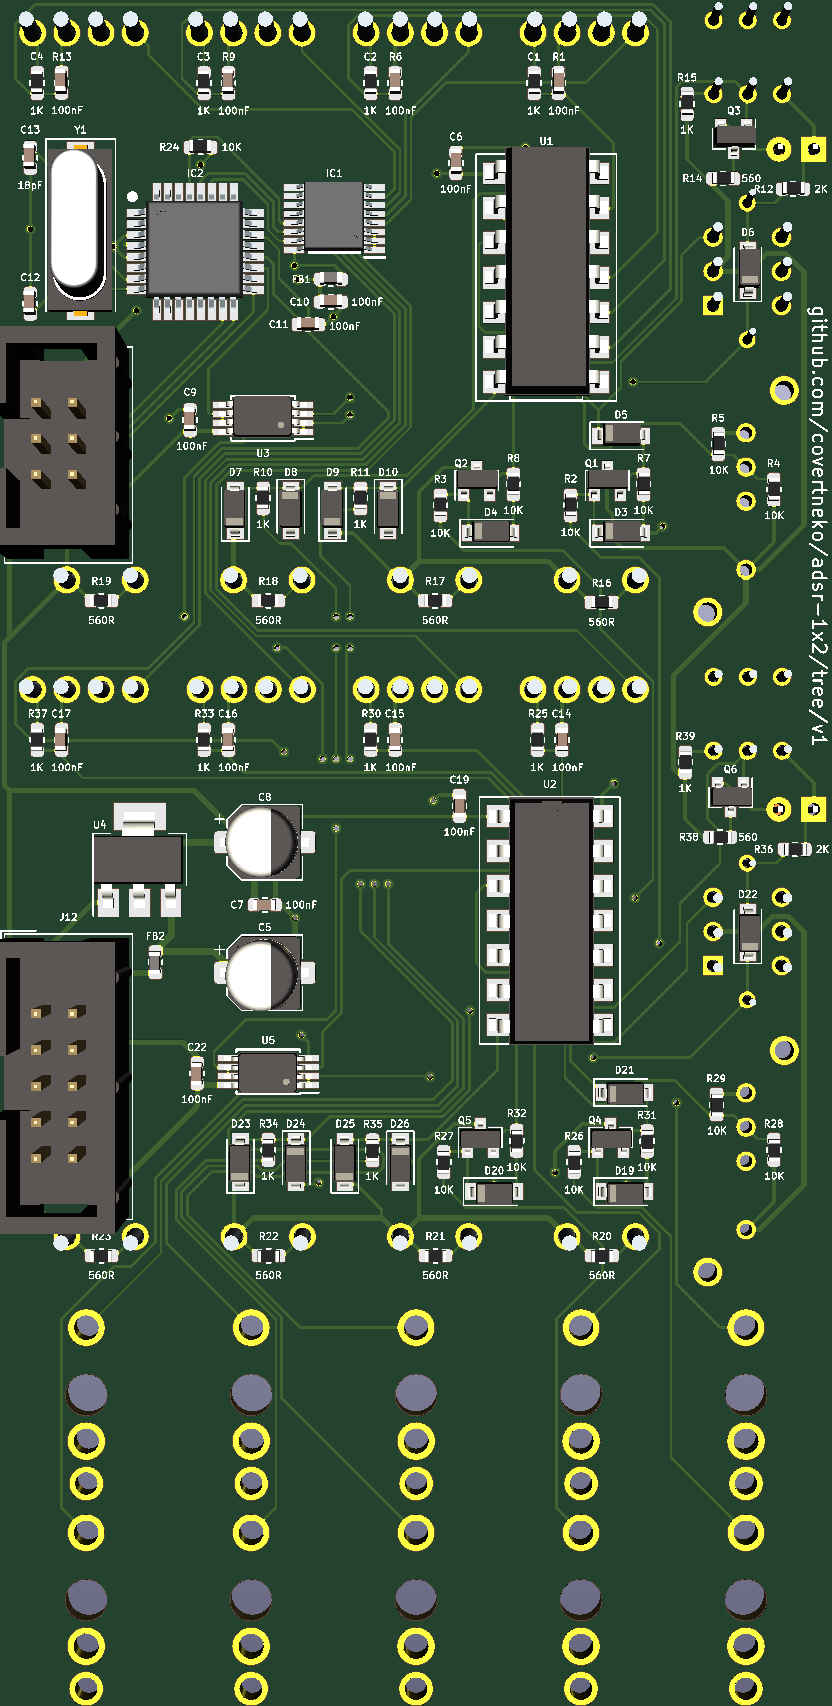 C4 R13 C3 R9 C2 R6 C1 R1
1K 100nF 1K 100nF 1K 100nF 1K 100nF
R15
1K
Q3
C13
18pF
Y1
R24 10K
IC2
IC1
C6
100nF
U1
R14 560
R12 2K
D6
C12
FB1
C10 100nF
C11 100nF
github.com/covertneko/adsr-1x2/tree/v1
C9
100nF
U3
D5
R5
10K
R4
10K
D7 R10 D8 D9 R11 D10
1K 1K
Q2 R8
R3 10K
10K D4
Q1 R7
R2 10K
10K D3
R19 R18 R17 R16
560R 560R 560R 560R
R37 C17 R33 C16 R30 C15 R25 C14
1K 100nF 1K 100nF 1K 100nF 1K 100nF
R39
1K
Q6
U4
C8
C19
100nF
U2
R38 560
R36 2K
C7 100nF
D22
J12
FB2
C5
C22
100nF
U5
D21
R29
10K
R28
10K
D23 R34 D24 D25 R35 D26
1K 1K
Q5 R32
R27 10K
10K D20
Q4 R31
R26 10K
10K D19
R23 R22 R21 R20
560R 560R 560R 560R